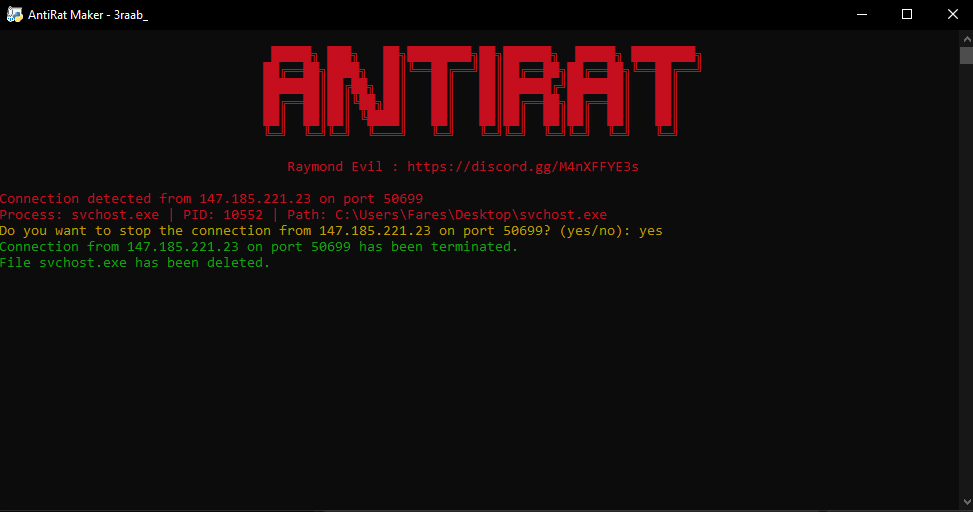 AntiRat Maker - 3raab_
ANTIRAT
Raymond Evil : https://discord.gg/M4nXFFYE3s
Connection detected from 147.185.221.23 on port 50699
Process: svchost.exe | PID: 10552 | Path: C:\Users\Fares\Desktop\svchost.exe
Do you want to stop the connection from 147.185.221.23 on port 50699? (yes/no): yes
Connection from 147.185.221.23 on port 50699 has been terminated.
File svchost.exe has been deleted.